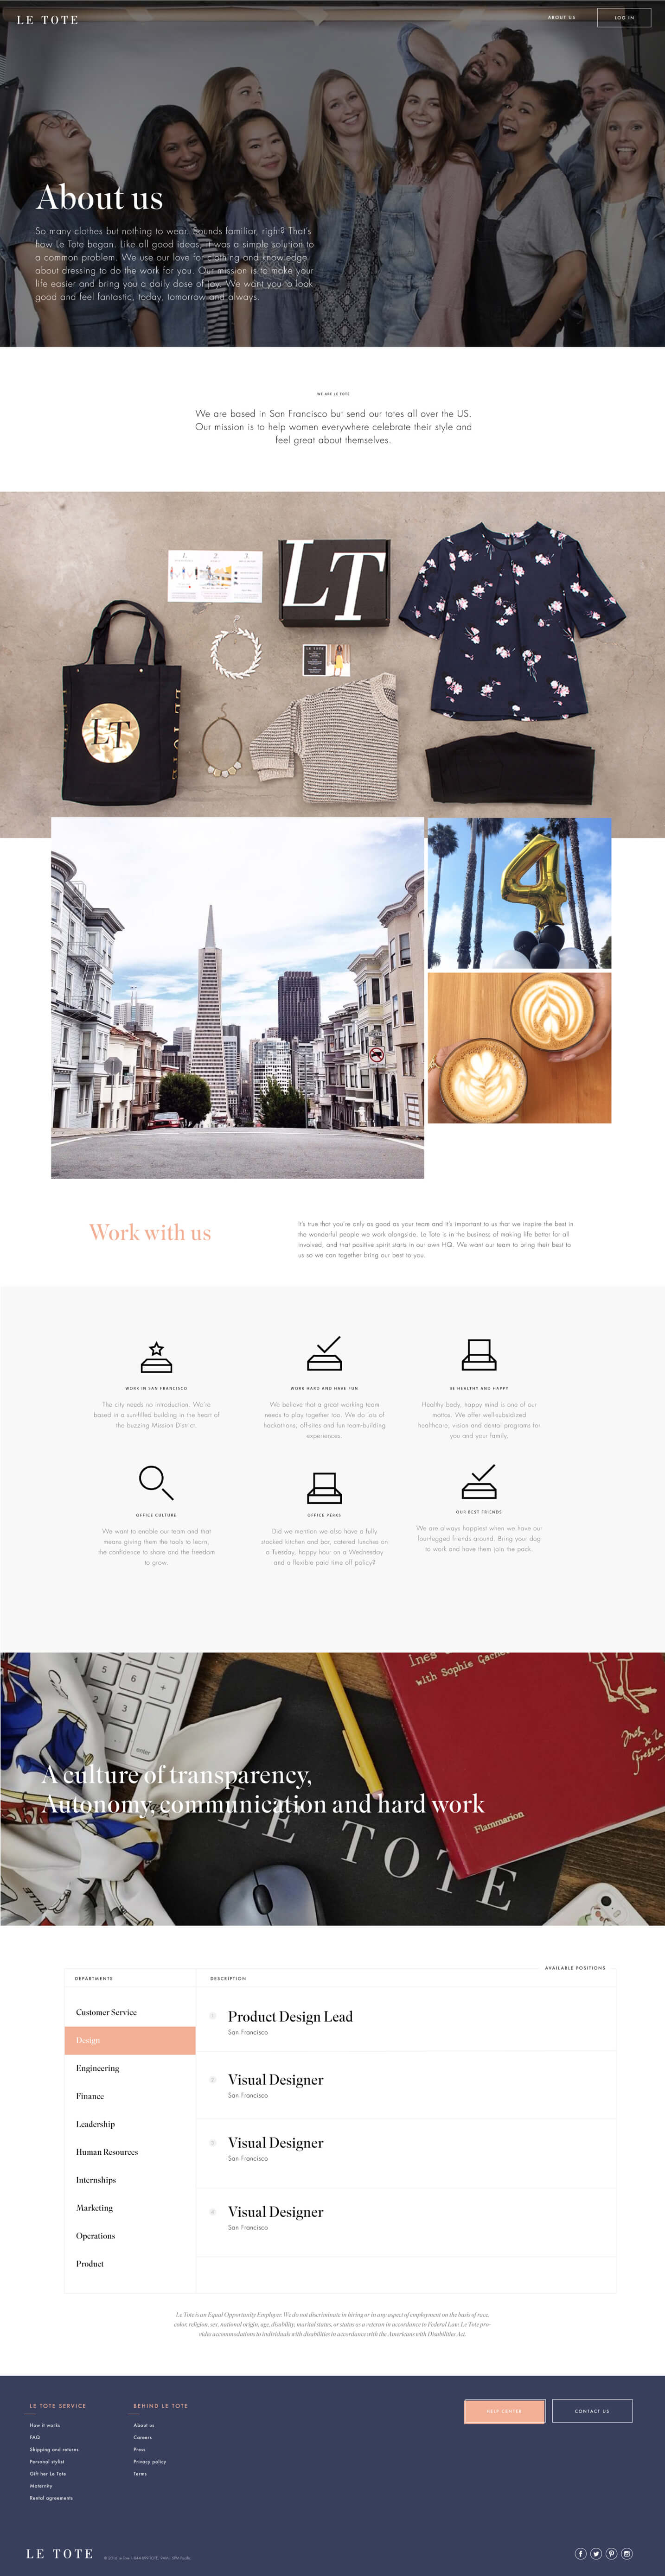 LE TOTE
ABOUT US
LOG IN
About us
So many clothes but nothing to wear. Sounds familiar, right? That's
how Le Tote began. Like all good ideas, it was a simple solution to
a common problem. We use our love for clothing and knowledge
about dressing to do the work for you. Our mission is to make your
life easier and bring you a daily dose of joy. We want you to look
good and feel fantastic, today, tomorrow and always.
WE ARE LE TOTE
We are based in San Francisco but send our totes all over the US.
Our mission is to help women everywhere celebrate their style and
feel great about themselves.
1. 2. 3.
LT
LE TOTE
LT
LE TOTE
4
Work with us
It's true that you're only as good as your team and it's important to us that we inspire the best in
the wonderful people we work alongside. Le Tote is in the business of making life better for all
involved, and that positive spirit starts in our own HQ. We want our team to bring their best to
us so we can together bring our best to you.
WORK IN SAN FRANCISCO
The city needs no introduction. We're
based in a sun-filled building in the heart of
the buzzing Mission District.
WORK HARD AND HAVE FUN
We believe that a great working team
needs to play together too. We do lots of
hackathons, off-sites and fun team-building
experiences.
BE HEALTHY AND HAPPY
Healthy body, happy mind is one of our
mottos. We offer well-subsidized
healthcare, vision and dental programs for
you and your family.
OFFICE CULTURE
We want to enable our team and that
means giving them the tools to learn,
the confidence to share and the freedom
to grow.
OFFICE PERKS
Did we mention we also have a fully
stocked kitchen and bar, catered lunches on
a Tuesday, happy hour on a Wednesday
and a flexible paid time off policy?
OUR BEST FRIENDS
We are always happiest when we have our
four-legged friends around. Bring your dog
to work and have them join the pack.
Ines
with Sophie
Flammarion
enter
LE TOTE
A culture of transparency,
Autonomy, communication and hard work
AVAILABLE POSITIONS
DEPARTMENTS
DESCRIPTION
Customer Service
Design
Engineering
Finance
Leadership
Human Resources
Internships
Marketing
Operations
Product
1
Product Design Lead
San Francisco
2
Visual Designer
San Francisco
3
Visual Designer
San Francisco
4
Visual Designer
San Francisco
Le Tote is an Equal Opportunity Employer. We do not discriminate in hiring or in any aspect of employment on the basis of race,
color, religion, sex, national origin, age, disability, marital status, or status as a veteran in accordance to Federal Law. Le Tote pro-
vides accommodations to individuals with disabilities in accordance with the Americans with Disabilities Act.
LE TOTE SERVICE
How it works
FAQ
Shipping and returns
Personal stylist
Gift her Le Tote
Maternity
Rental agreements
BEHIND LE TOTE
About us
Careers
Press
Privacy policy
Terms
HELP CENTER
CONTACT US
LE TOTE